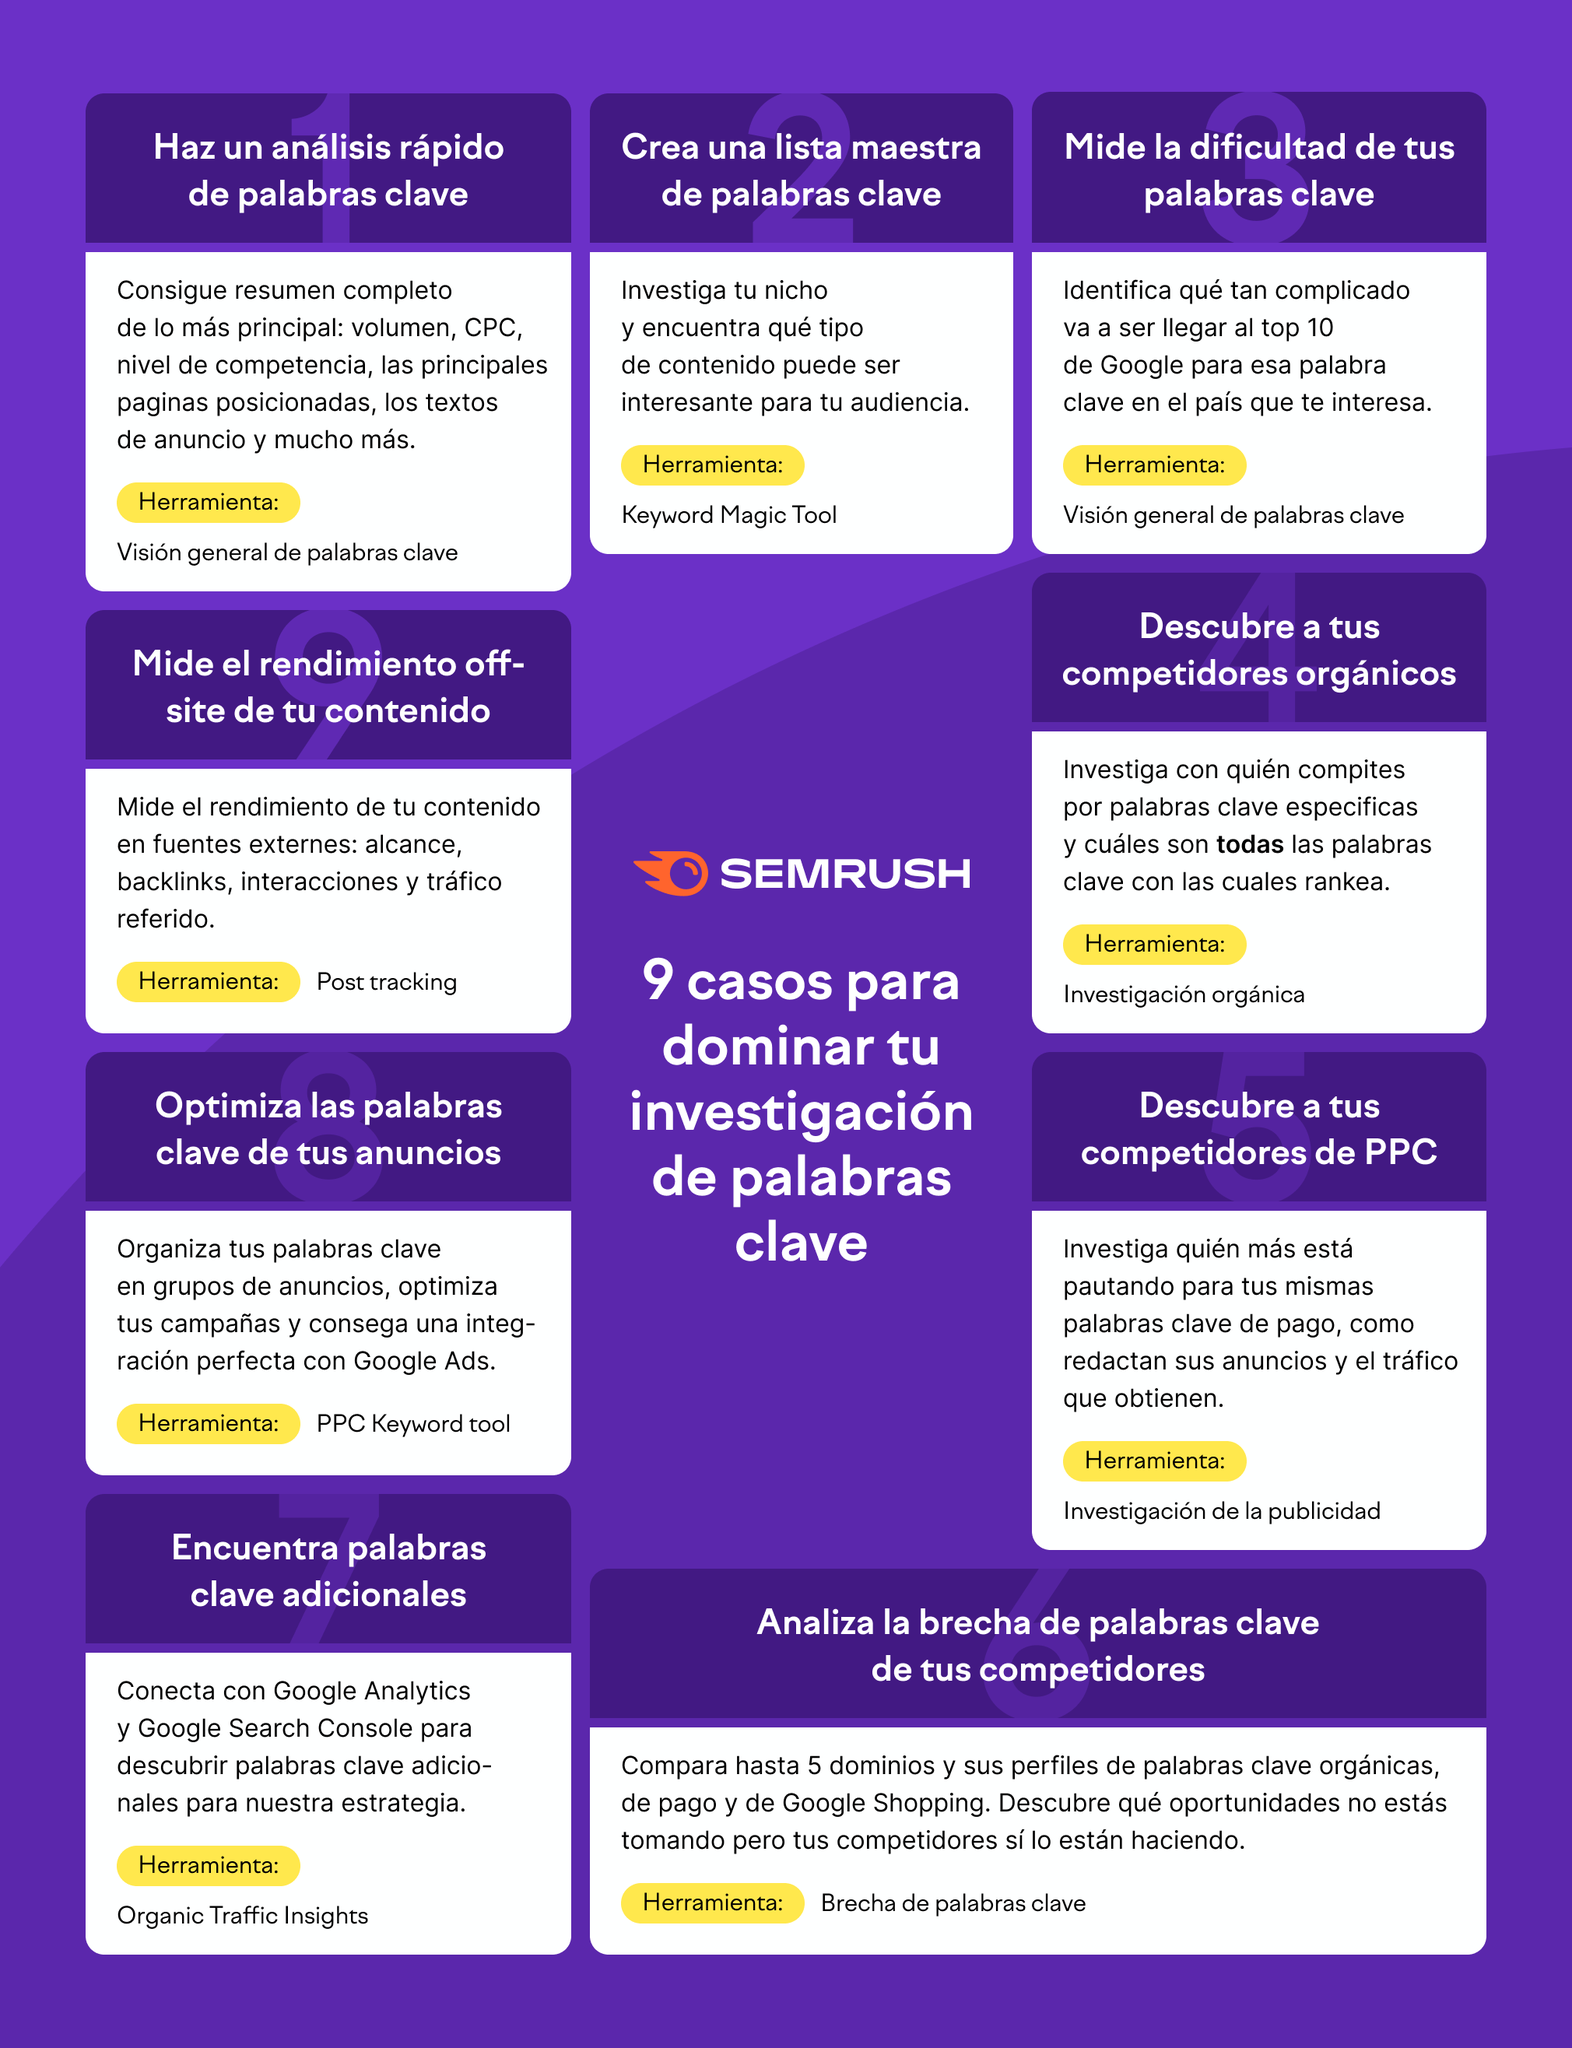 1
Haz un análisis rápido
de palabras clave
Consigue resumen completo
de lo más principal: volumen, CPC,
nivel de competencia, las principales
paginas posicionadas, los textos
de anuncio y mucho más.
Herramienta:
Visión general de palabras clave
2
Crea una lista maestra
de palabras clave
Investiga tu nicho
y encuentra qué tipo
de contenido puede ser
interesante para tu audiencia.
Herramienta:
Keyword Magic Tool
3
Mide la dificultad de tus
palabras clave
Identifica qué tan complicado
va a ser llegar al top 10
de Google para esa palabra
clave en el país que te interesa.
Herramienta:
Visión general de palabras clave
4
Descubre a tus
competidores orgánicos
Investiga con quién compites
por palabras clave especificas
y cuáles son todas las palabras
clave con las cuales rankea.
Herramienta:
Investigación orgánica
5
Descubre a tus
competidores de PPC
Investiga quién más está
pautando para tus mismas
palabras clave de pago, como
redactan sus anuncios y el tráfico
que obtienen.
Herramienta:
Investigación de la publicidad
6
Analiza la brecha de palabras clave
de tus competidores
Compara hasta 5 dominios y sus perfiles de palabras clave orgánicas,
de pago y de Google Shopping. Descubre qué oportunidades no estás
tomando pero tus competidores sí lo están haciendo.
Herramienta: Brecha de palabras clave
7
Encuentra palabras
clave adicionales
Conecta con Google Analytics
y Google Search Console para
descubrir palabras clave adicio-
nales para nuestra estrategia.
Herramienta:
Organic Traffic Insights
8
Optimiza las palabras
clave de tus anuncios
Organiza tus palabras clave
en grupos de anuncios, optimiza
tus campañas y consega una integ-
ración perfecta con Google Ads.
Herramienta: PPC Keyword tool
9
Mide el rendimiento off-
site de tu contenido
Mide el rendimiento de tu contenido
en fuentes externes: alcance,
backlinks, interacciones y tráfico
referido.
Herramienta: Post tracking
SEMRUSH
9 casos para
dominar tu
investigación
de palabras
clave